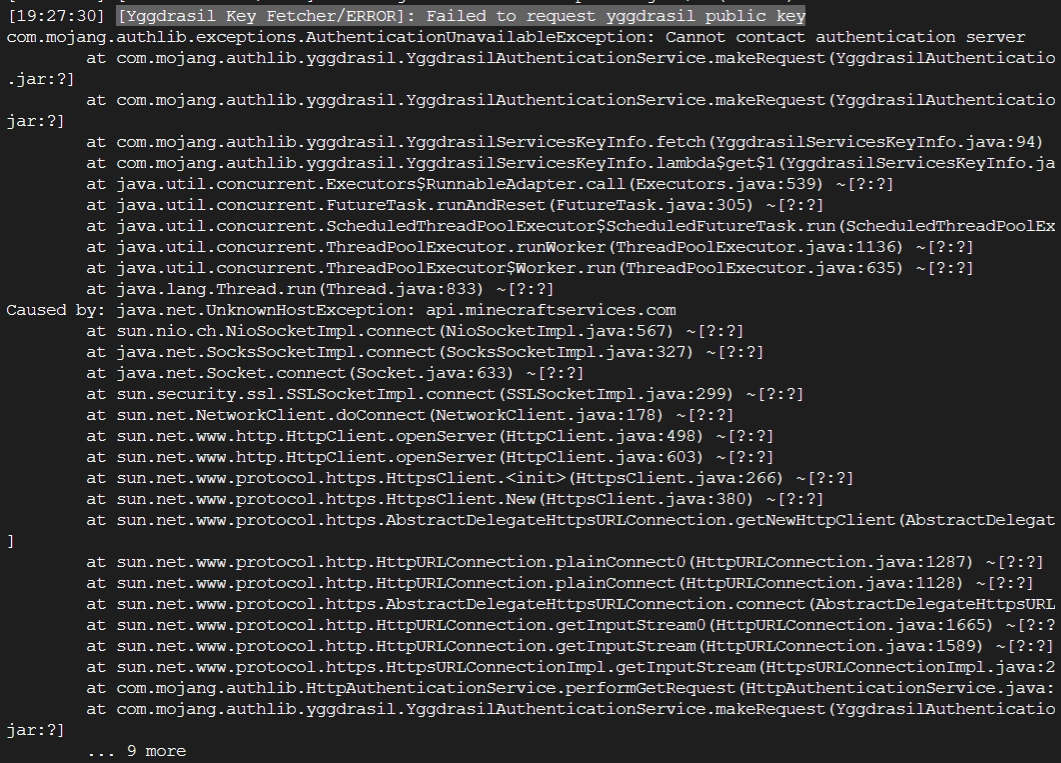 [19:27:30] [Yggdrasil Key Fetcher/ERROR]: Failed to request yggdrasil public key
com.mojang.authlib.exceptions.AuthenticationUnavailableException: Cannot contact authentication server
at com.mojang.authlib.yggdrasil.YggdrasilAuthenticationService.makeRequest(YggdrasilAuthenticatio
.jar:?]
at com.mojang.authlib.yggdrasil.YggdrasilAuthenticationService.makeRequest(YggdrasilAuthenticatio
jar:?]
at com.mojang.authlib.yggdrasil.YggdrasilServicesKeyInfo.fetch(YggdrasilServicesKeyInfo.java:94)
at com.mojang.authlib.yggdrasil.YggdrasilServicesKeyInfo.lambda$get$1(YggdrasilServicesKeyInfo.ja
at java.util.concurrent.Executors$RunnableAdapter.call(Executors.java:539) ~[?:?]
at java.util.concurrent.FutureTask.runAndReset(FutureTask.java:305) ~[?:?]
at java.util.concurrent.ScheduledThreadPoolExecutor$ScheduledFutureTask.run(ScheduledThreadPoolEx
at java.util.concurrent.ThreadPoolExecutor.runWorker(ThreadPoolExecutor.java:1136) ~[?:?]
at java.util.concurrent.ThreadPoolExecutor$Worker.run(ThreadPoolExecutor.java:635) ~[?:?]
at java.lang.Thread.run(Thread.java:833) ~[?:?]
Caused by: java.net.UnknownHostException: api.minecraftservices.com
at sun.nio.ch.NioSocketImpl.connect(NioSocketImpl.java:567) ~[?:?]
at java.net.SocksSocketImpl.connect(SocksSocketImpl.java:327) ~[?:?]
at java.net.Socket.connect(Socket.java:633) ~[?:?]
at sun.security.ssl.SSLSocketImpl.connect(SSLSocketImpl.java:299) ~[?:?]
at sun.net.NetworkClient.doConnect(NetworkClient.java:178) ~[?:?]
at sun.net.www.http.HttpClient.openServer(HttpClient.java:498) ~[?:?]
at sun.net.www.http.HttpClient.openServer(HttpClient.java:603) ~[?:?]
at sun.net.www.protocol.https.HttpsClient.<init>(HttpsClient.java:266) ~[?:?]
at sun.net.www.protocol.https.HttpsClient.New(HttpsClient.java:380) ~[?:?]
at sun.net.www.protocol.https.AbstractDelegateHttpsURLConnection.getNewHttpClient(AbstractDelegat
]
at sun.net.www.protocol.http.HttpURLConnection.plainConnect0(HttpURLConnection.java:1287) ~[?:?]
at sun.net.www.protocol.http.HttpURLConnection.plainConnect(HttpURLConnection.java:1128) ~[?:?]
at sun.net.www.protocol.https.AbstractDelegateHttpsURLConnection.connect(AbstractDelegateHttpsURL
at sun.net.www.protocol.http.HttpURLConnection.getInputStream0(HttpURLConnection.java:1665) ~[?:?
at sun.net.www.protocol.http.HttpURLConnection.getInputStream(HttpURLConnection.java:1589) ~[?:?]
at sun.net.www.protocol.https.HttpsURLConnectionImpl.getInputStream(HttpsURLConnectionImpl.java:2
at com.mojang.authlib.HttpAuthenticationService.performGetRequest(HttpAuthenticationService.java:
at com.mojang.authlib.yggdrasil.YggdrasilAuthenticationService.makeRequest(YggdrasilAuthenticatio
jar:?]
... 9 more